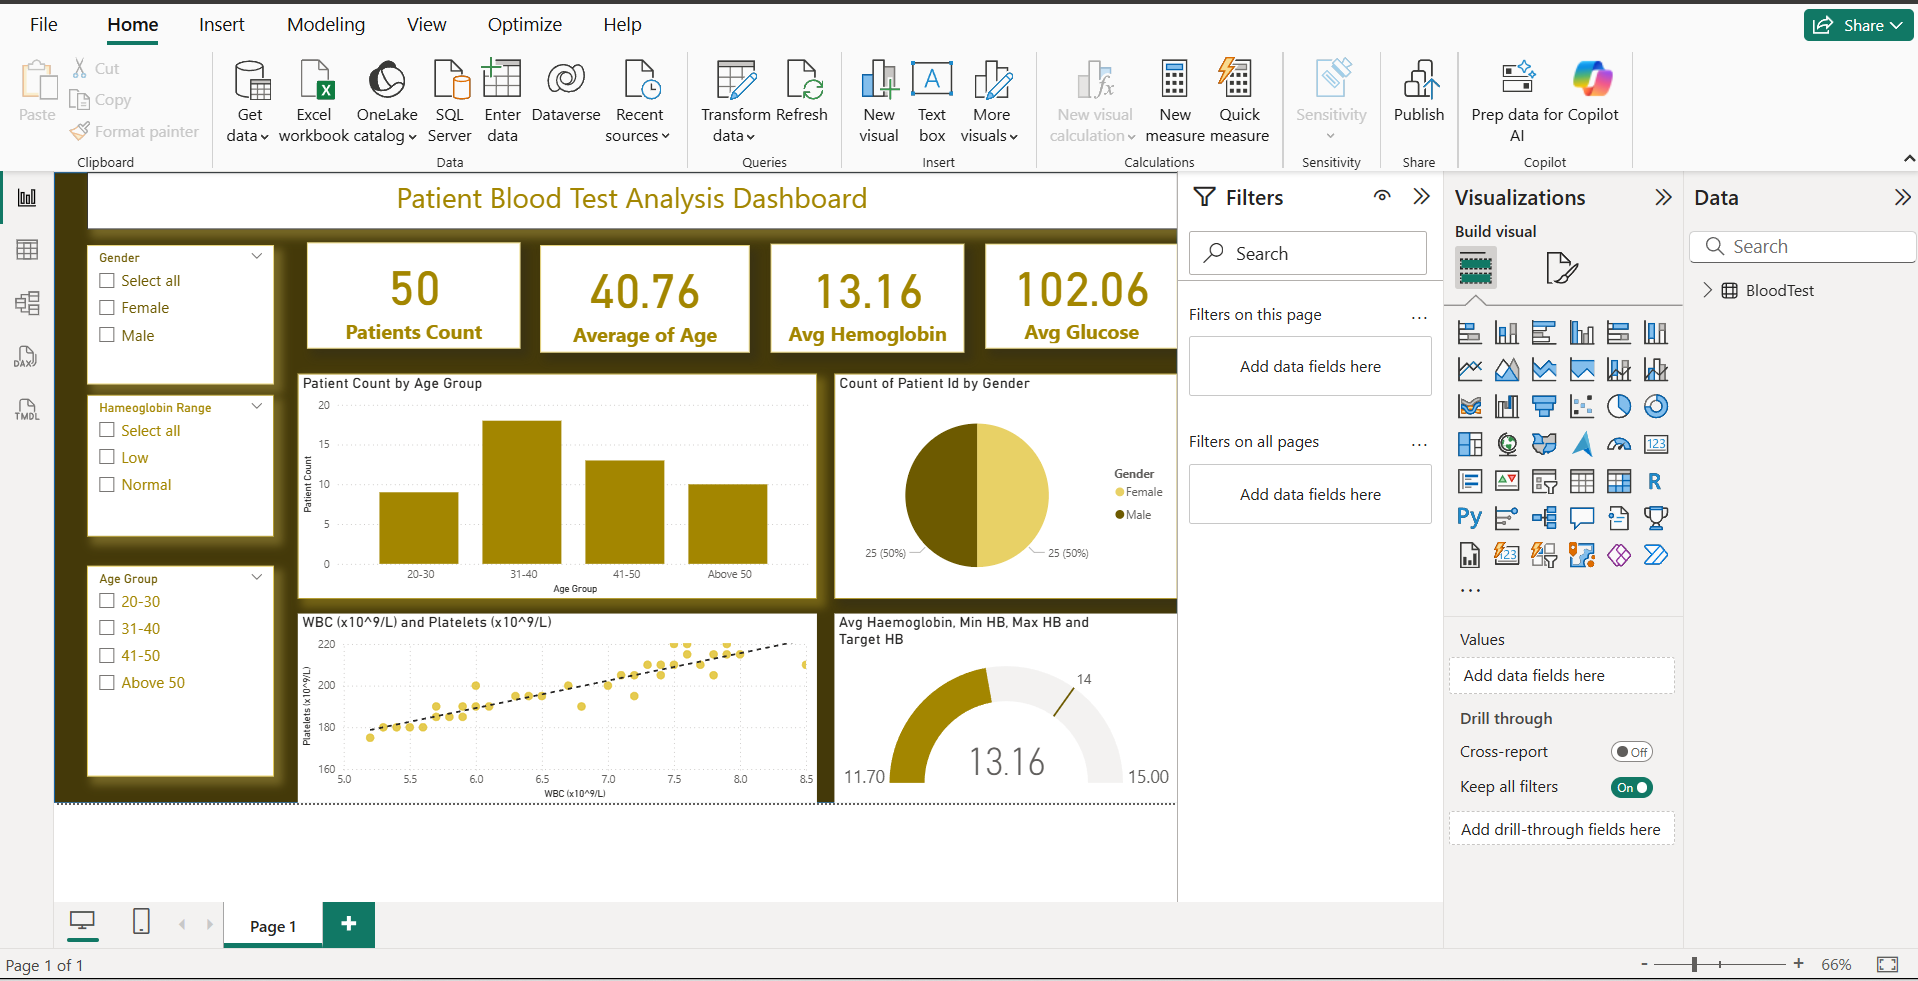 File Home Insert Modeling View Optimize Help
Share
Paste
Cut
Copy
Format painter
Clipboard
Get data
Excel workbook
OneLake catalog
SQL Server
Enter data
Dataverse
Recent sources
Data
Transform data
Refresh
Queries
New visual
Text box
More visuals
Insert
New visual calculation
New measure
Quick measure
Calculations
Sensitivity
Sensitivity
Publish
Share
Prep data for AI
Copilot
Copilot
DAX
TMDL
Patient Blood Test Analysis Dashboard
Gender
Select all
Female
Male
Hameoglobin Range
Select all
Low
Normal
Age Group
20-30
31-40
41-50
Above 50
50
Patients Count
40.76
Average of Age
13.16
Avg Hemoglobin
102.06
Avg Glucose
Patient Count by Age Group
Patient Count
20
15
10
5
0
20-30 31-40 41-50 Above 50
Age Group
Count of Patient Id by Gender
25 (50%)
25 (50%)
Gender
Female
Male
WBC (x10^9/L) and Platelets (x10^9/L)
Platelets (x10^9/L)
220
200
180
160
5.0 5.5 6.0 6.5 7.0 7.5 8.0 8.5
WBC (x10^9/L)
Avg Haemoglobin, Min HB, Max HB and
Target HB
14
13.16
11.70
15.00
Filters
Search
Filters on this page
Add data fields here
Filters on all pages
Add data fields here
Visualizations
Build visual
123
R
Py
123
Values
Add data fields here
Drill through
Cross-report
Off
Keep all filters
On
Add drill-through fields here
Data
Search
BloodTest
Page 1
Page 1 of 1
66%